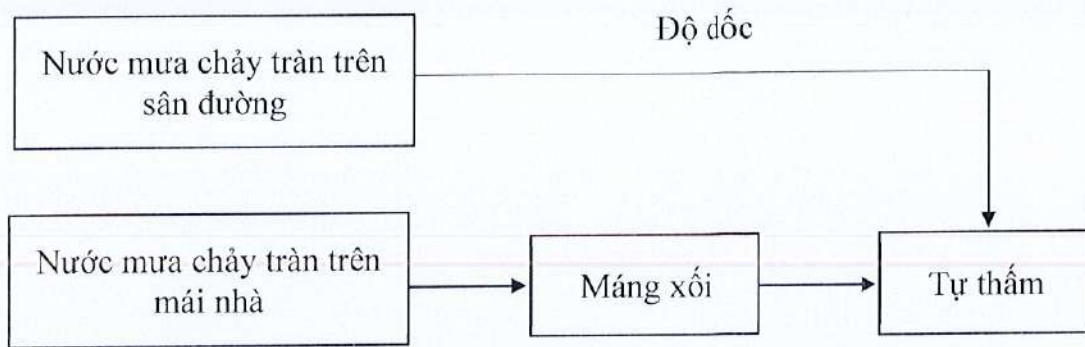 Độ dốc
Nước mưa chảy tràn trên
sân đường
Nước mưa chảy tràn trên
mái nhà
Máng xối
Tự thấm